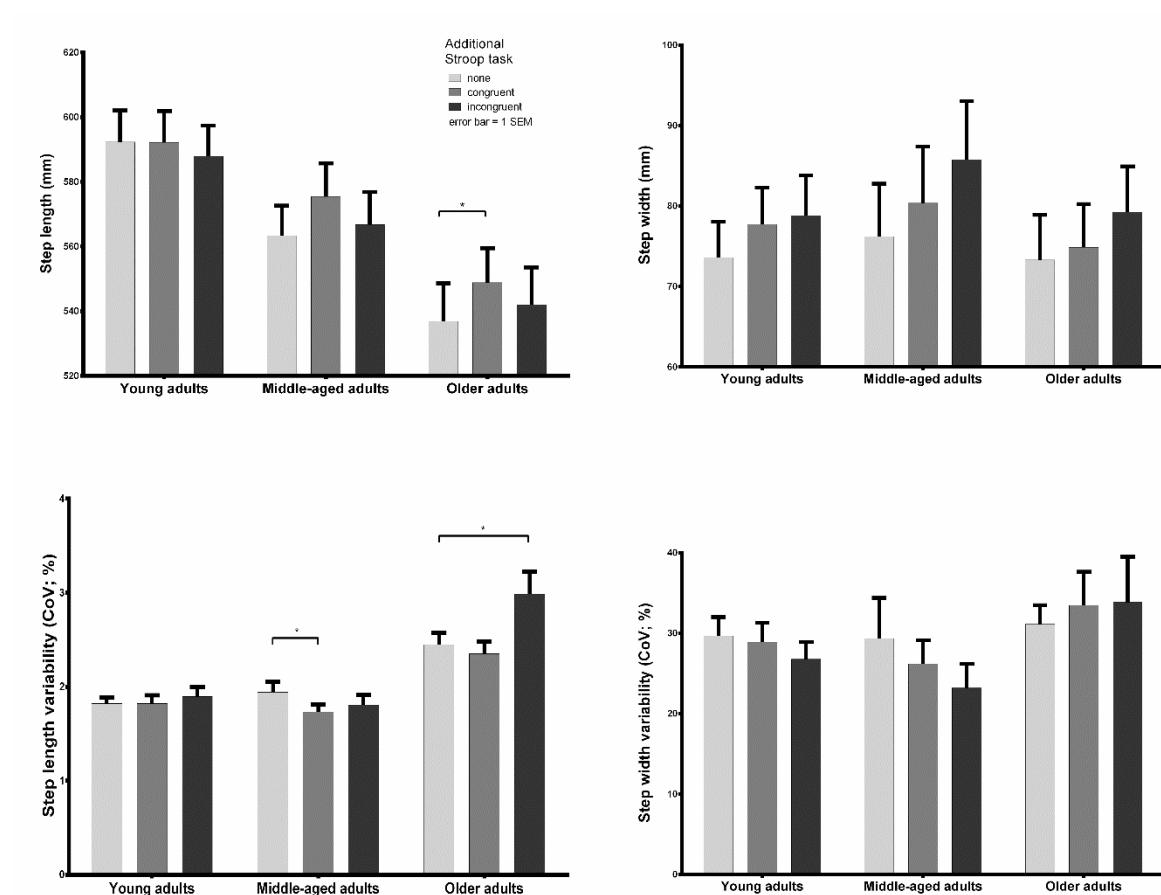 Additional
Stroop task
none
congruent
incongruent
error bar = 1 SEM
Step length (mm)
620
600
580
560
540
520
*
Young adults
Middle-aged adults
Older adults
Step width (mm)
100
90
80
70
60
Young adults
Middle-aged adults
Older adults
Step length variability (CoV; %)
4
3
2
1
0
*
*
Young adults
Middle-aged adults
Older adults
Step width variability (CoV; %)
40
30
20
10
0
Young adults
Middle-aged adults
Older adults